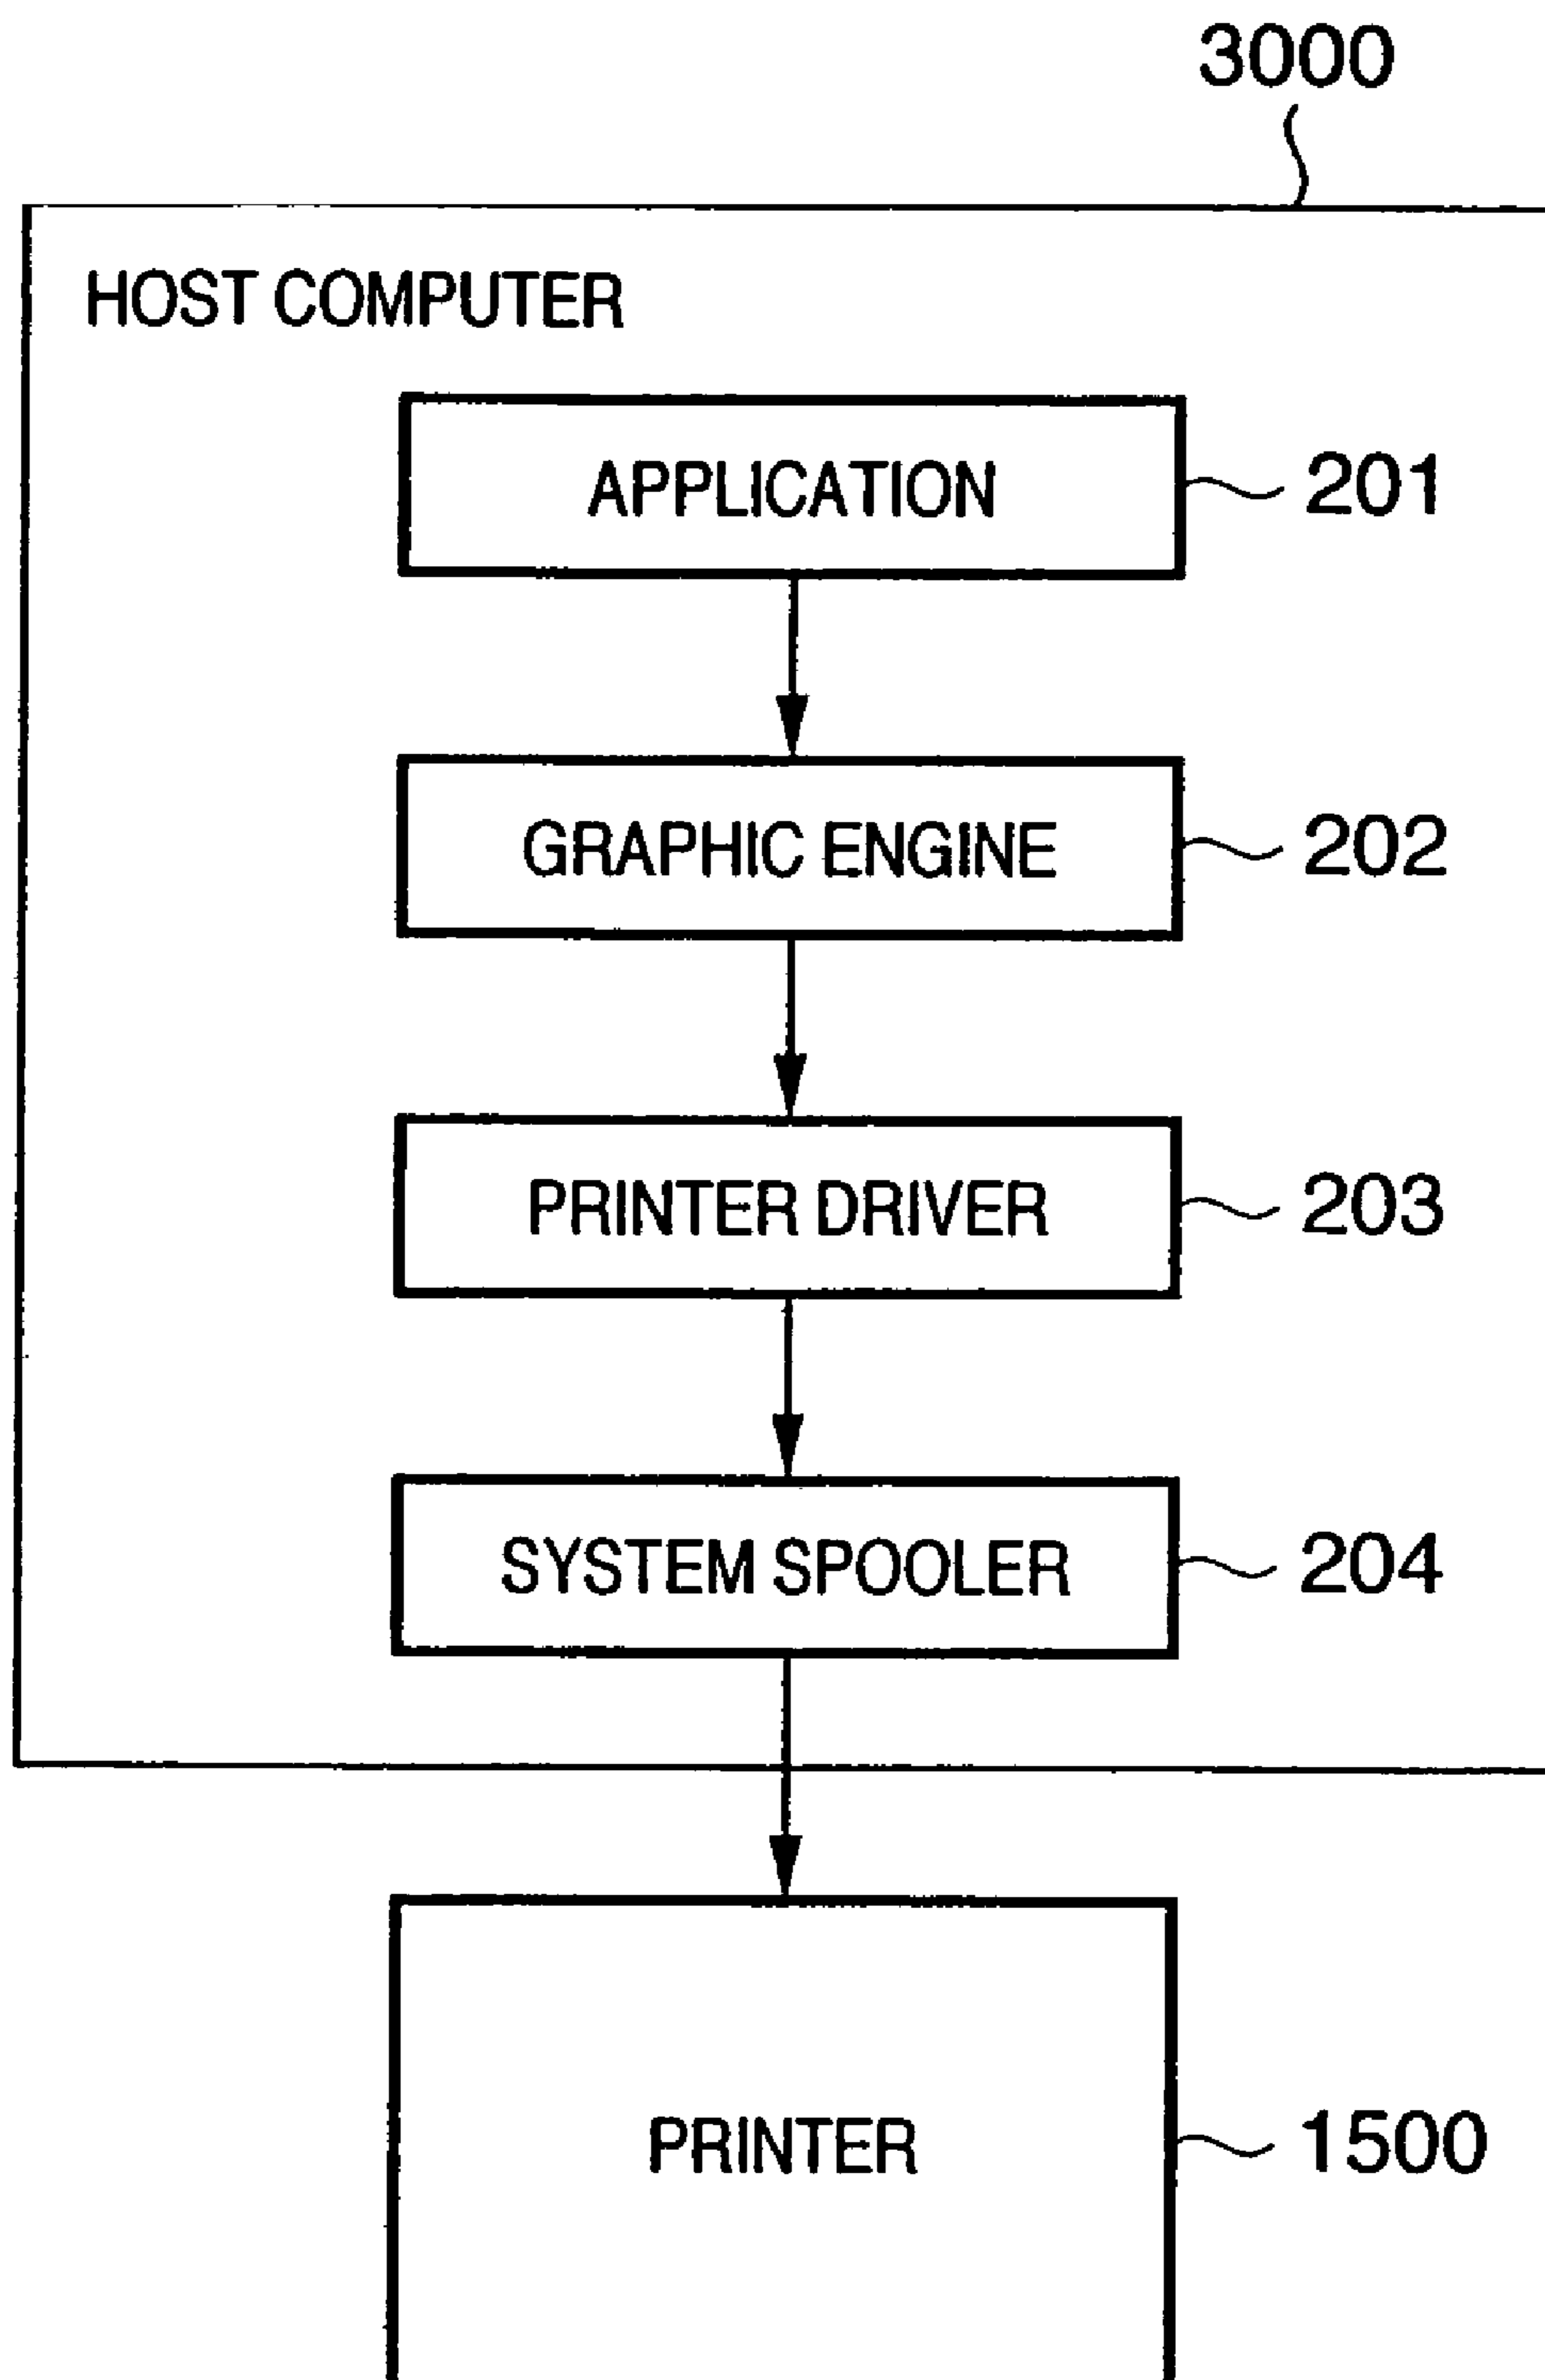 3000
HOST COMPUTER
APPLICATION 201
GRAPHIC ENGINE 202
PRINTER DRIVER 203
SYSTEM SPOOLER 204
PRINTER 1500